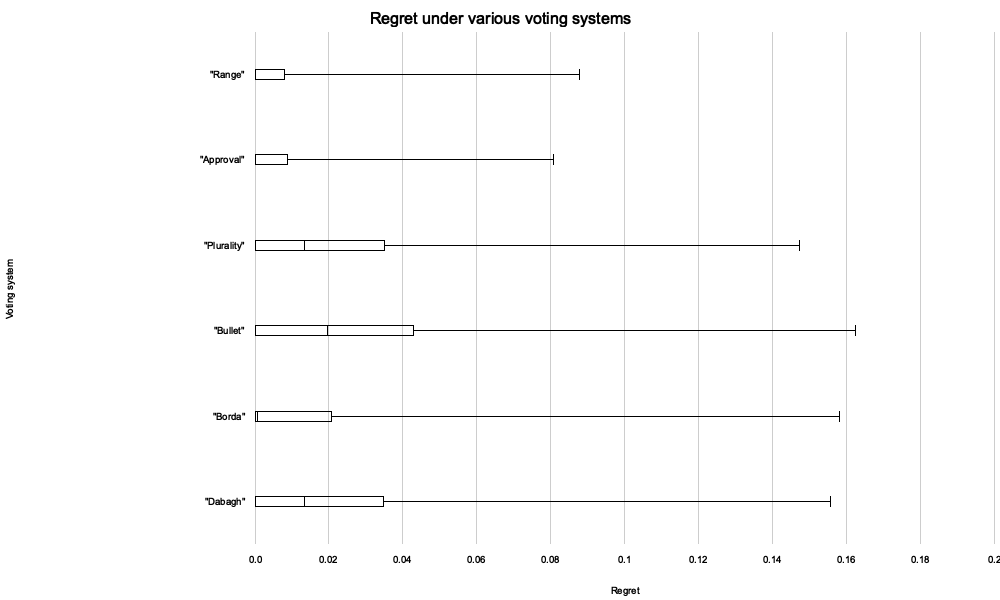 Regret under various voting systems
"Range"
"Approval"
"Plurality"
Voting system
"Bullet"
"Borda"
"Dabagh"
0.0 0.02 0.04 0.06 0.08 0.1 0.12 0.14 0.16 0.18 0.2
Regret